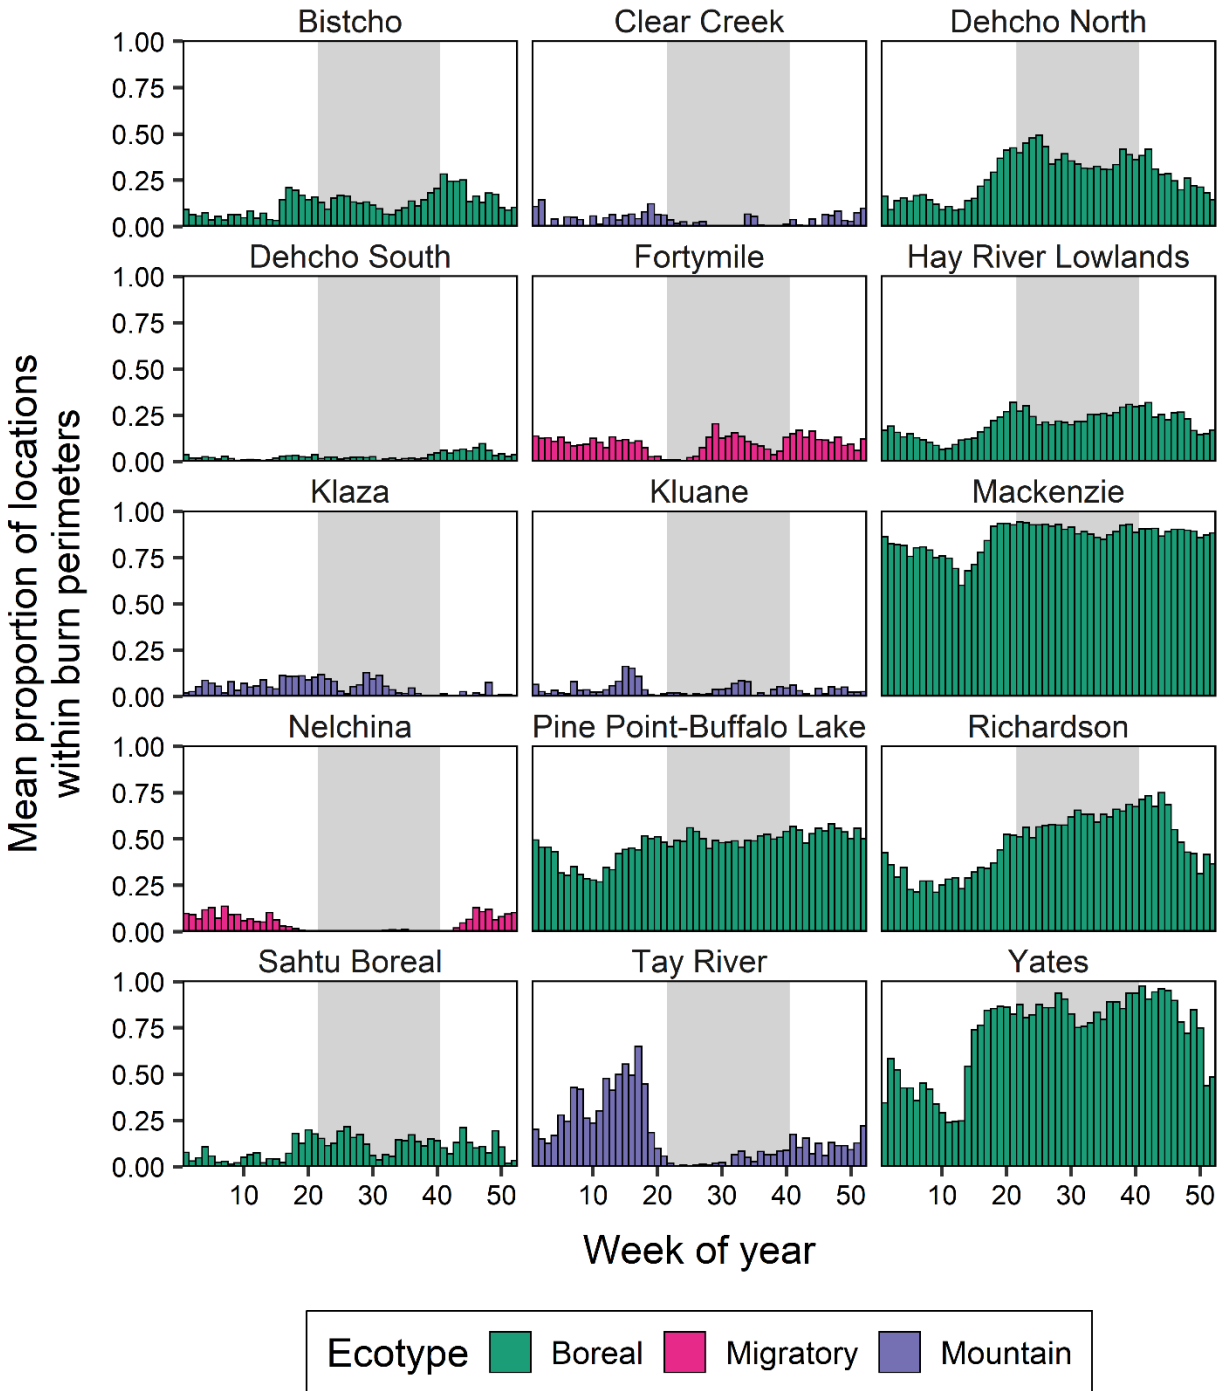 Bistcho Clear Creek Dehcho North
1.00
0.75
0.50
0.25
0.00
Dehcho South Fortymile Hay River Lowlands
1.00
0.75
0.50
0.25
0.00
Klaza Kluane Mackenzie
1.00
0.75
0.50
0.25
0.00
Nelchina Pine Point-Buffalo Lake Richardson
1.00
0.75
0.50
0.25
0.00
Sahtu Boreal Tay River Yates
1.00
0.75
0.50
0.25
0.00
10 20 30 40 50 10 20 30 40 50 10 20 30 40 50
Mean proportion of locations
within burn perimeters
Week of year
Ecotype Boreal Migratory Mountain